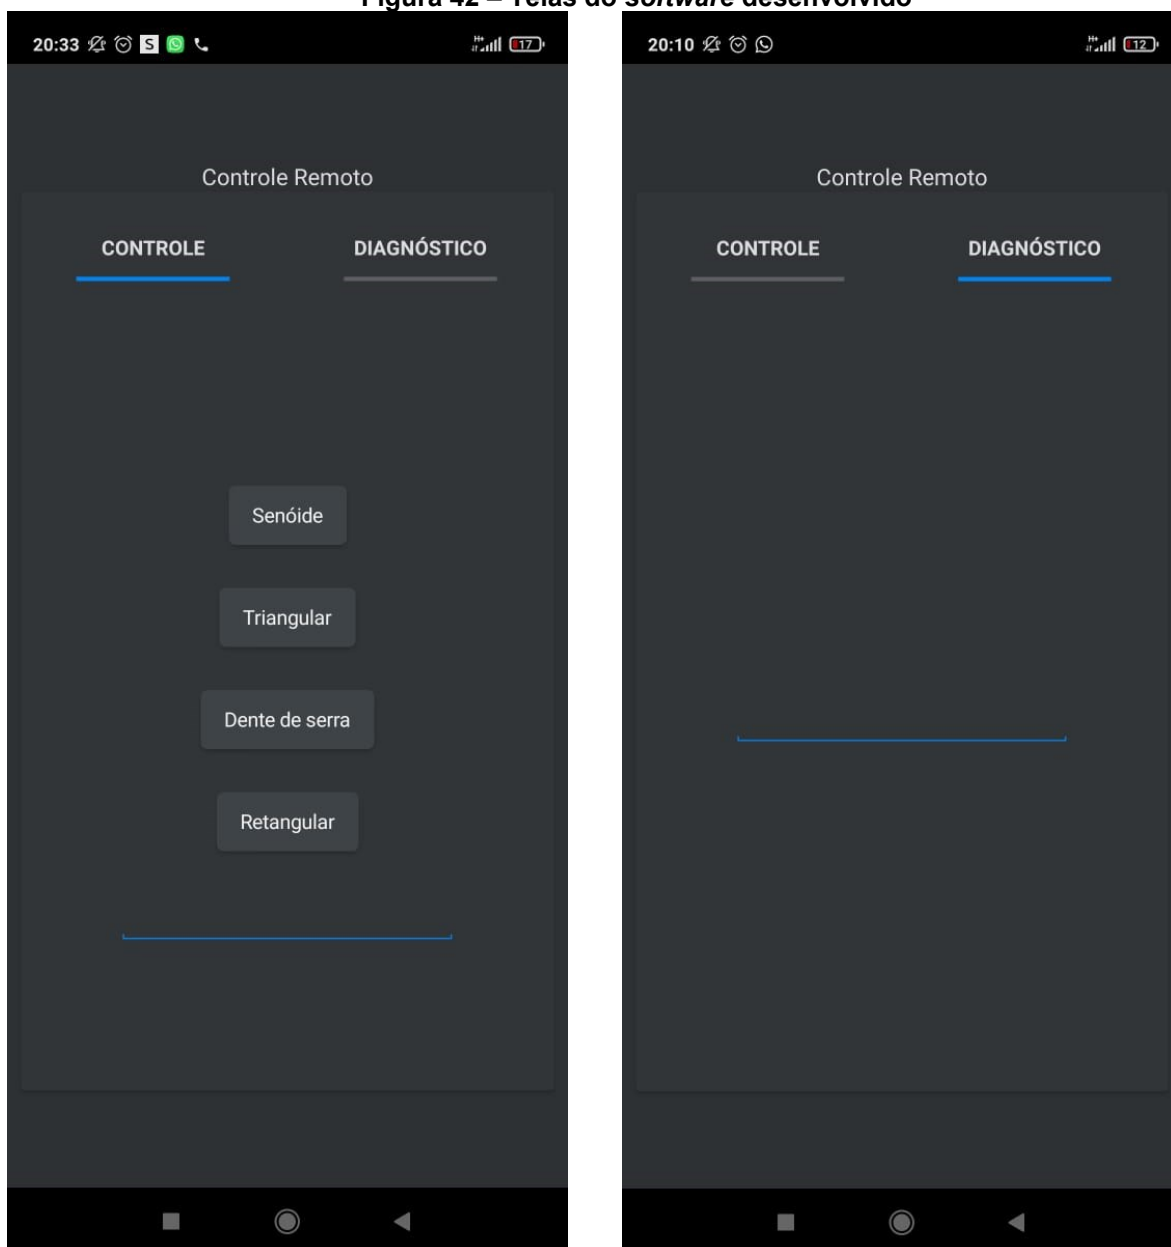 Figura 42 – Telas do software desenvolvido
20:33 S H+ 17
Controle Remoto
CONTROLE DIAGNÓSTICO
Senóide
Triangular
Dente de serra
Retangular
20:10 H+ 12
Controle Remoto
CONTROLE DIAGNÓSTICO